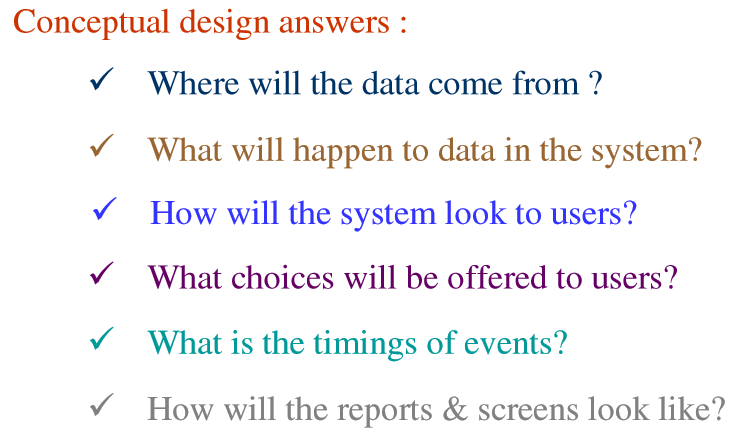 Conceptual design answers :
✓ Where will the data come from ?
✓ What will happen to data in the system?
✓ How will the system look to users?
✓ What choices will be offered to users?
✓ What is the timings of events?
✓ How will the reports & screens look like?